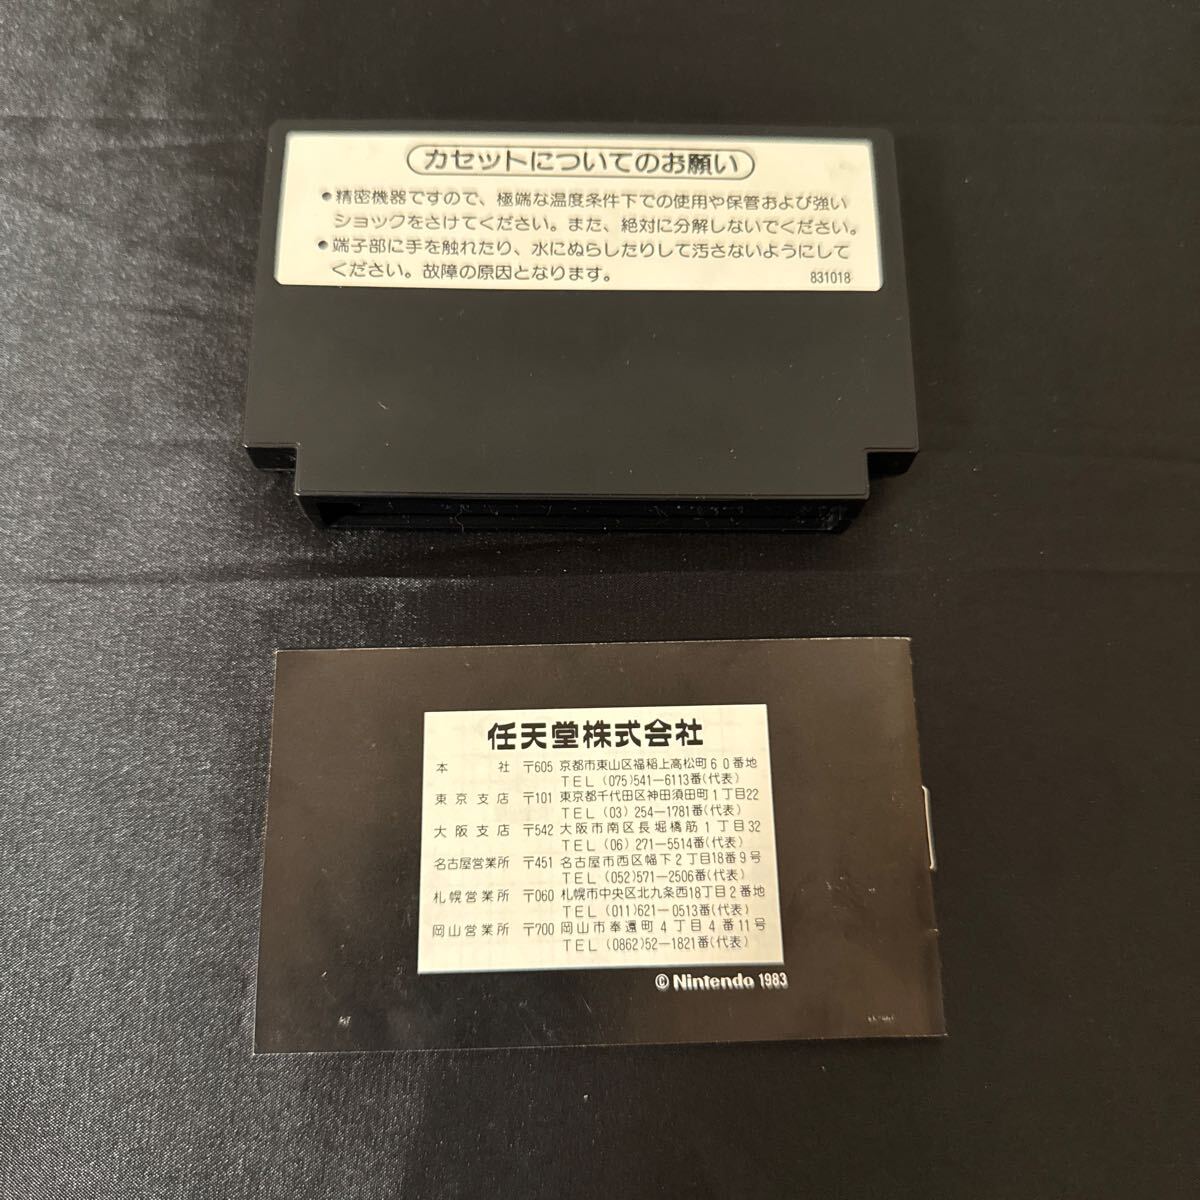 カセットについてのお願い
●精密機器ですので、極端な温度条件下での使用や保管および強い
ショックをさけてください。また、絶対に分解しないでください。
●端子部に手を触れたり、水にぬらしたりして汚さないようにして
ください。故障の原因となります。
831018
任天堂株式会社
本社 〒605 京都市東山区福稲上高松町60番地
TEL (075)541-6113番(代表)
東京支店 〒101 東京都千代田区神田須田町1丁目22
TEL (03) 254-1781番(代表)
大阪支店 〒542 大阪市南区長堀橋筋1丁目32
TEL (06) 271-5514番(代表)
名古屋営業所 〒451 名古屋市西区幅下2丁目18番9号
TEL (052)571-2506番(代表)
札幌営業所 〒060 札幌市中央区北九条西18丁目2番地
TEL (011)621-0513番(代表)
岡山営業所 〒700 岡山市奉還町4丁目4番11号
TEL (0862)52-1821番(代表)
© Nintendo 1983